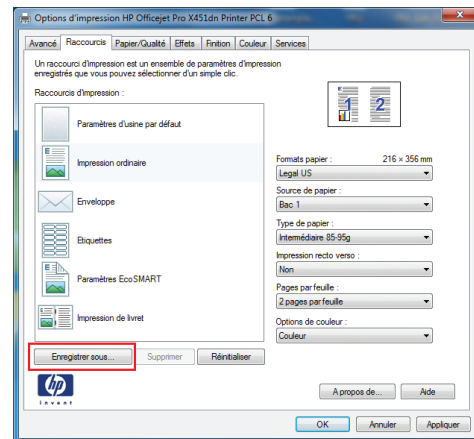 Options d'impression HP Officejet Pro X451dn Printer PCL 6
Avancé Raccourcis Papier/Qualité Effets Finition Couleur Services
Un raccourci d'impression est un ensemble de paramètres d'impression
enregistrés que vous pouvez sélectionner d'un simple clic.
Raccourcis d'impression :
Paramètres d'usine par défaut
Impression ordinaire
Enveloppe
Etiquettes
Paramètres EcoSMART
Impression de livret
1 2
Formats papier : 216 × 356 mm
Legal US
Source de papier :
Bac 1
Type de papier :
Intermédiaire 85-95g
Impression recto verso :
Non
Pages par feuille :
2 pages par feuille
Options de couleur :
Couleur
Enregistrer sous... Supprimer Réinitialiser
hp
invent
A propos de... Aide
OK Annuler Appliquer